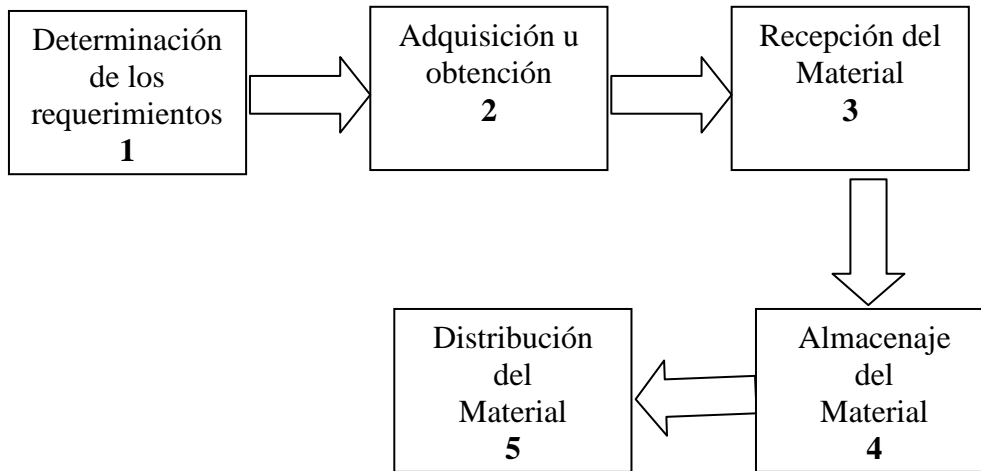 Determinación
de los
requerimientos
1
Adquisición u
obtención
2
Recepción del
Material
3
Almacenaje
del
Material
4
Distribución
del
Material
5